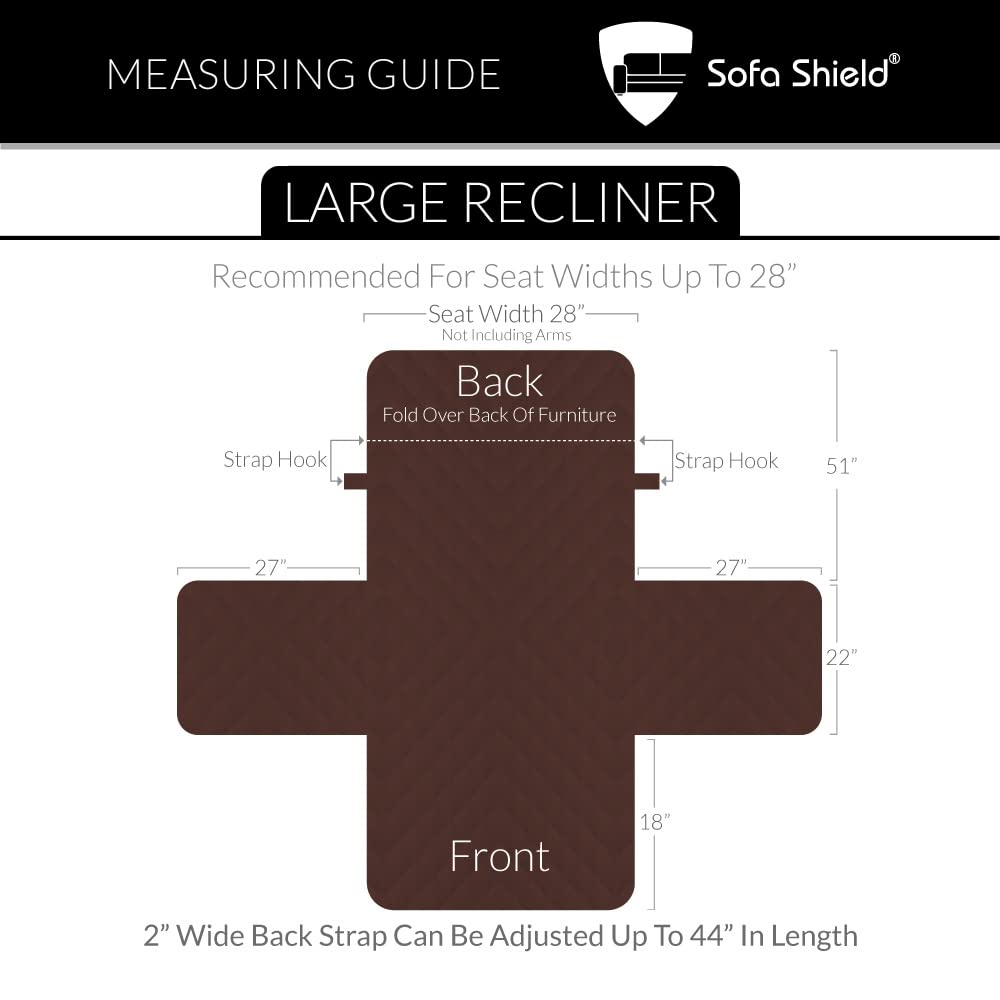 MEASURING GUIDE
Sofa Shield®
LARGE RECLINER
Recommended For Seat Widths Up To 28”
Seat Width 28”
Not Including Arms
Back
Fold Over Back Of Furniture
Strap Hook
Strap Hook
51”
27”
27”
22”
18”
Front
2” Wide Back Strap Can Be Adjusted Up To 44” In Length